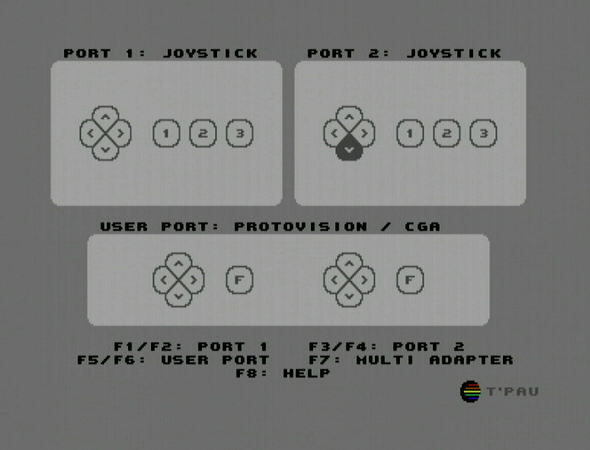 PORT 1: JOYSTICK PORT 2: JOYSTICK
1 2 3 1 2 3
USER PORT: PROTOVISION / CGA
F F
F1/F2: PORT 1 F3/F4: PORT 2
F5/F6: USER PORT F7: MULTI ADAPTER
F8: HELP
T'PAU